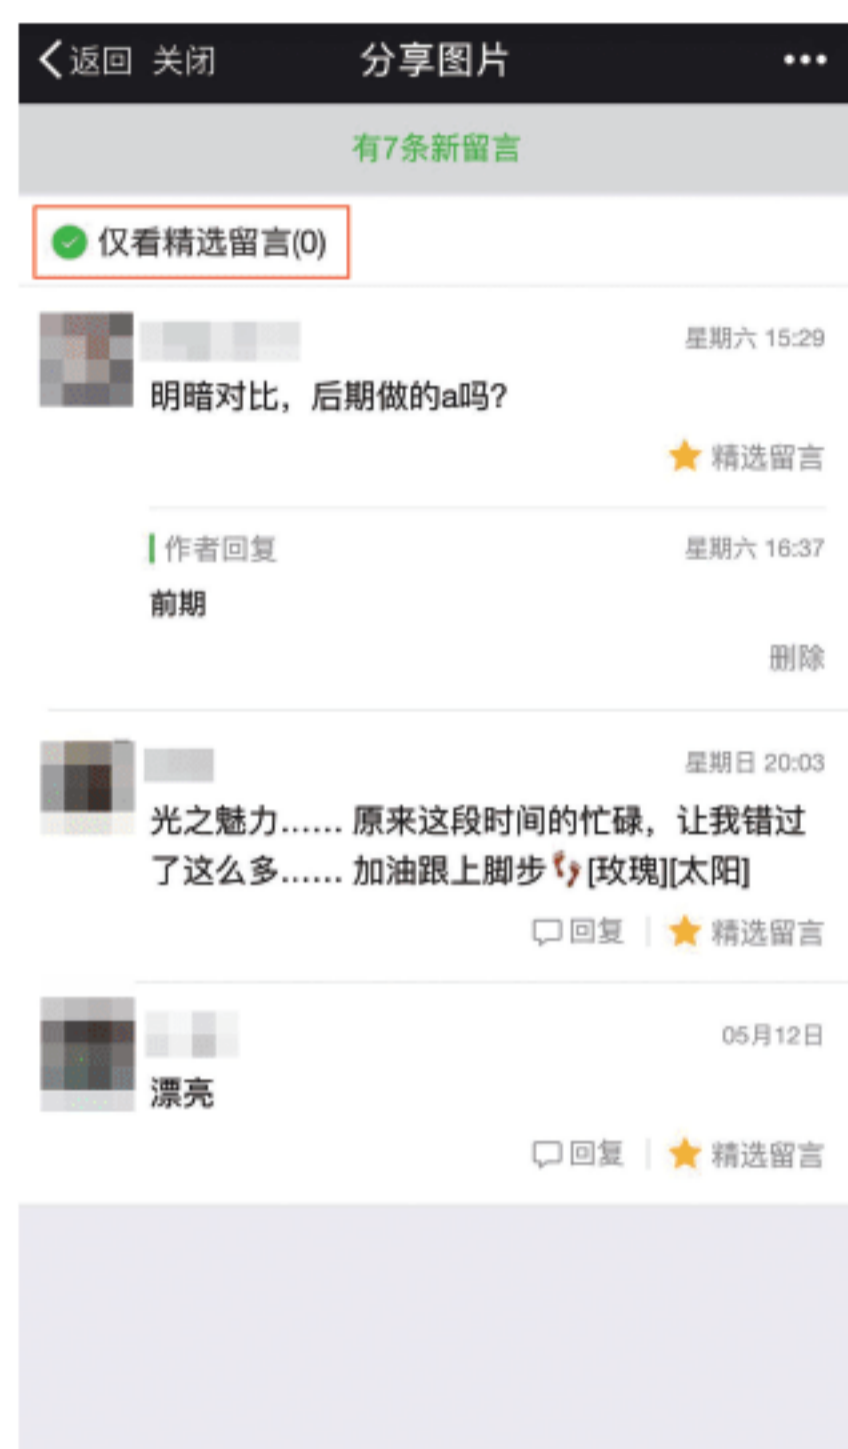 返回 关闭 分享图片
有7条新留言
仅看精选留言(0)
星期六 15:29
明暗对比，后期做的a吗？
精选留言
作者回复 星期六 16:37
前期
删除
星期日 20:03
光之魅力…… 原来这段时间的忙碌，让我错过
了这么多…… 加油跟上脚步👣[玫瑰][太阳]
回复 精选留言
05月12日
漂亮
回复 精选留言